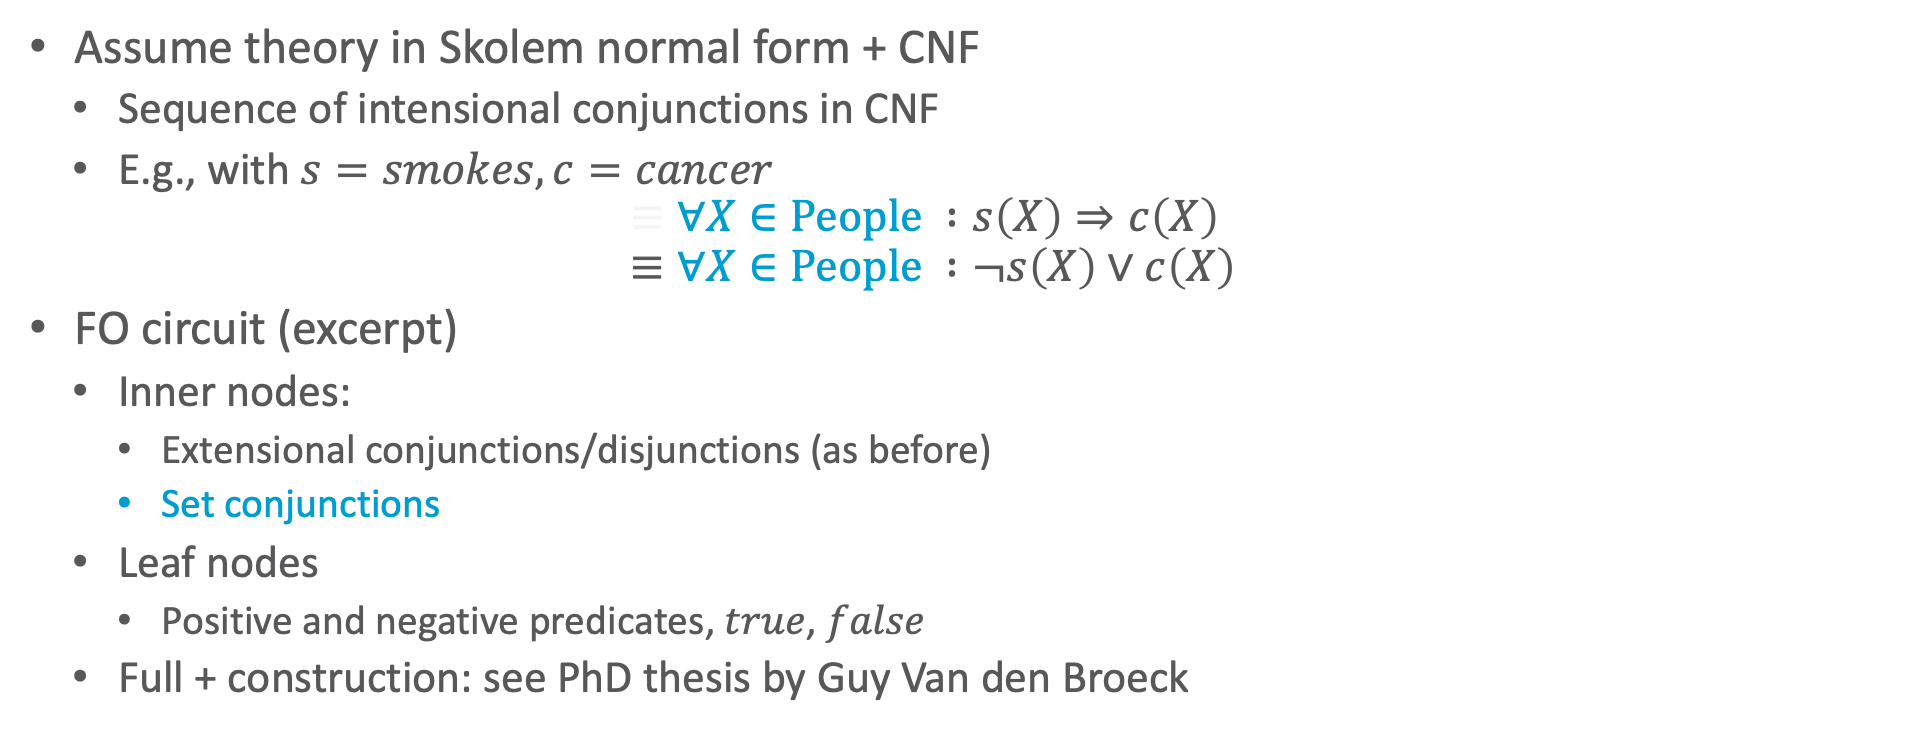 • Assume theory in Skolem normal form + CNF
• Sequence of intensional conjunctions in CNF
• E.g., with s = smokes, c = cancer
≡ ∀X ∈ People : s(X) ⇒ c(X)
≡ ∀X ∈ People : ¬s(X) ∨ c(X)
• FO circuit (excerpt)
• Inner nodes:
• Extensional conjunctions/disjunctions (as before)
• Set conjunctions
• Leaf nodes
• Positive and negative predicates, true, false
• Full + construction: see PhD thesis by Guy Van den Broeck